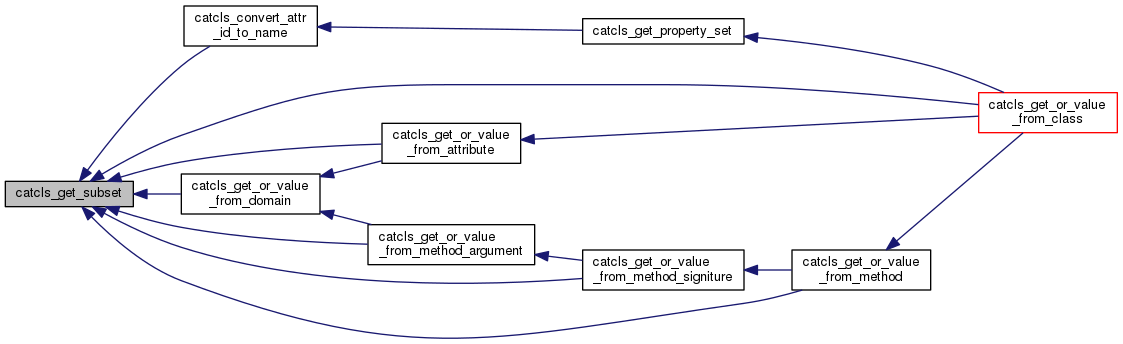 catcls_convert_attr
_id_to_name
catcls_get_property_set
catcls_get_or_value
_from_class
catcls_get_or_value
_from_attribute
catcls_get_subset
catcls_get_or_value
_from_domain
catcls_get_or_value
_from_method_argument
catcls_get_or_value
_from_method_signiture
catcls_get_or_value
_from_method